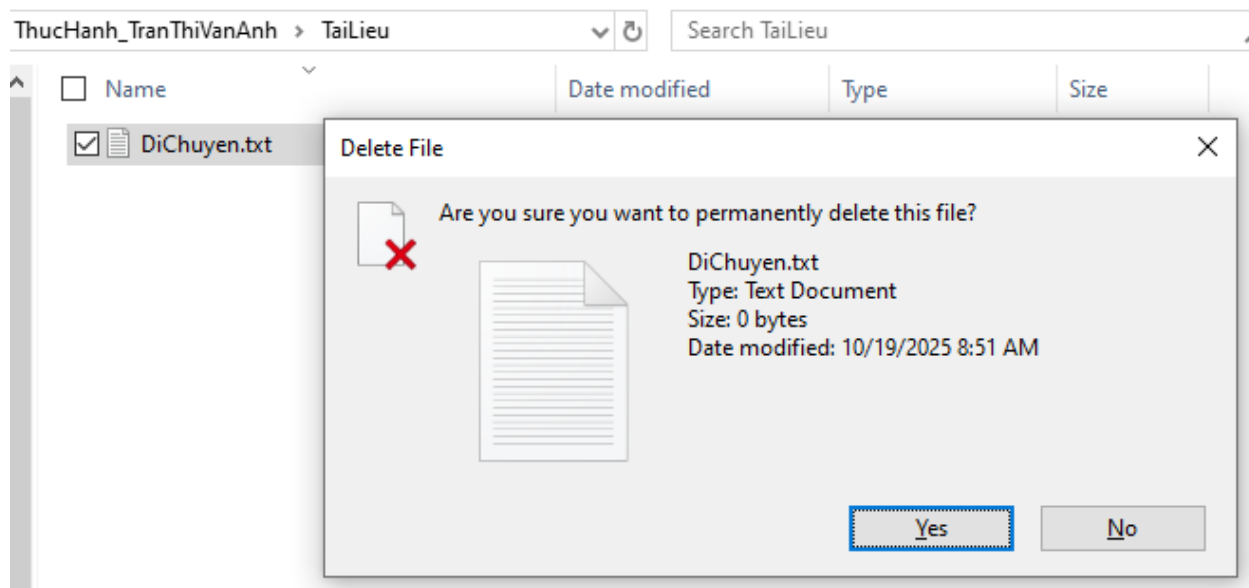 ThucHanh_TranThiVanAnh > TaiLieu
Search TaiLieu
Name Date modified Type Size
DiChuyen.txt
Delete File
Are you sure you want to permanently delete this file?
DiChuyen.txt
Type: Text Document
Size: 0 bytes
Date modified: 10/19/2025 8:51 AM
Yes No